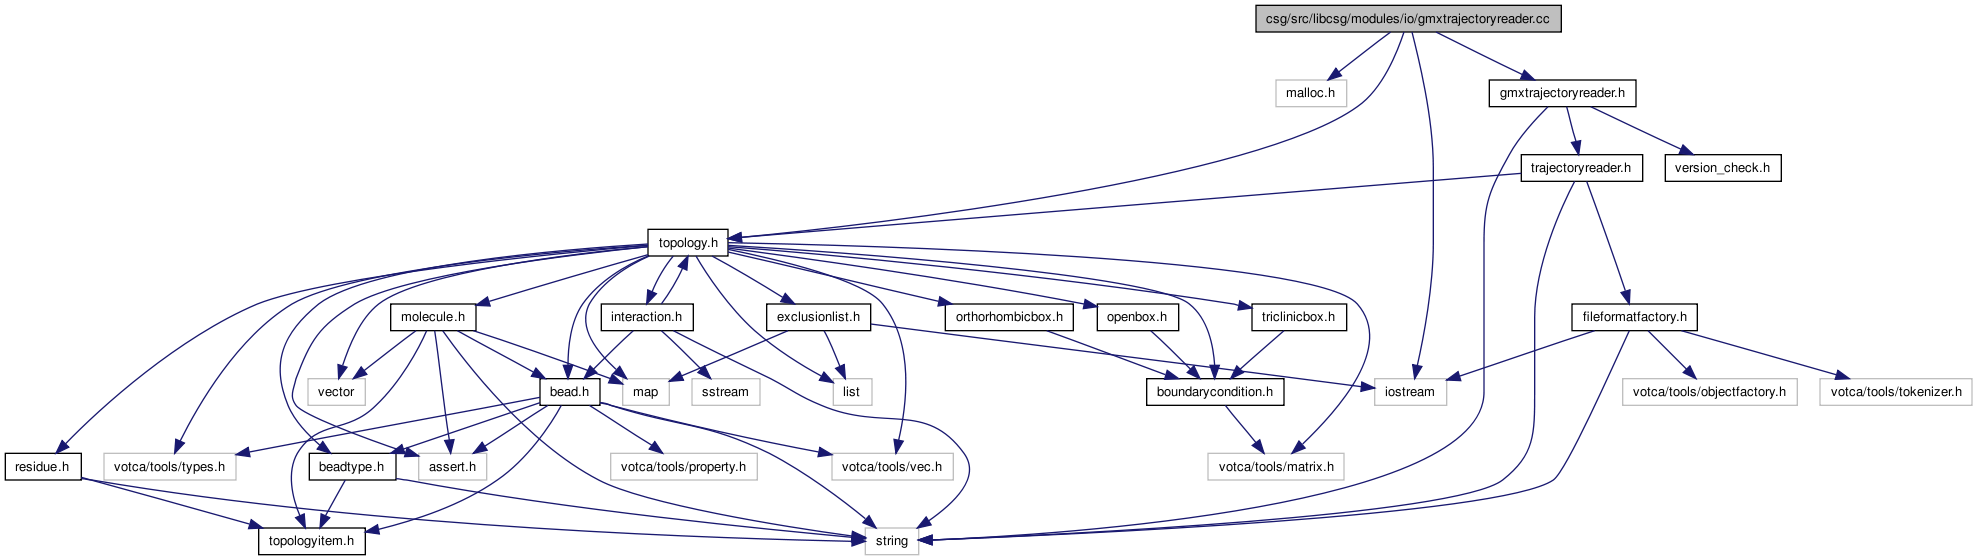 csg/src/libcsg/modules/io/gmxtrajectoryreader.cc
malloc.h
gmxtrajectoryreader.h
trajectoryreader.h
version_check.h
topology.h
molecule.h
interaction.h
exclusionlist.h
orthorhombicbox.h
openbox.h
triclinicbox.h
fileformatfactory.h
vector
bead.h
map
sstream
list
boundarycondition.h
iostream
votca/tools/objectfactory.h
votca/tools/tokenizer.h
residue.h
votca/tools/types.h
beadtype.h
assert.h
votca/tools/property.h
votca/tools/vec.h
votca/tools/matrix.h
topologyitem.h
string